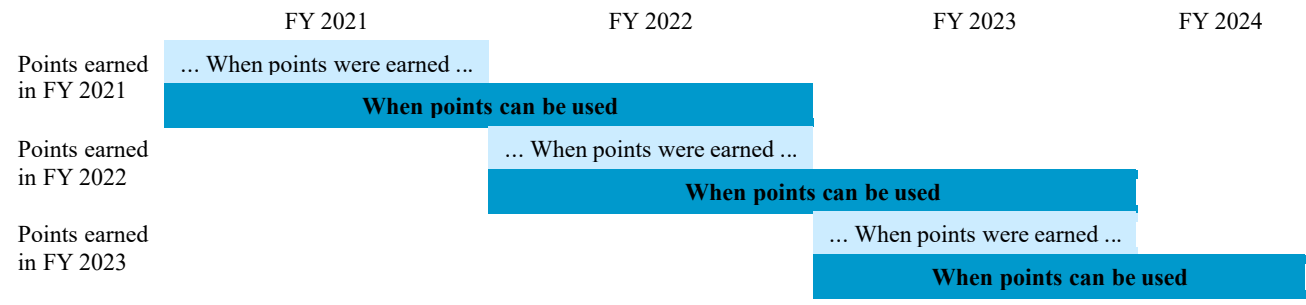 FY 2021 FY 2022 FY 2023 FY 2024
Points earned
in FY 2021
... When points were earned ...
When points can be used
Points earned
in FY 2022
... When points were earned ...
When points can be used
Points earned
in FY 2023
... When points were earned ...
When points can be used